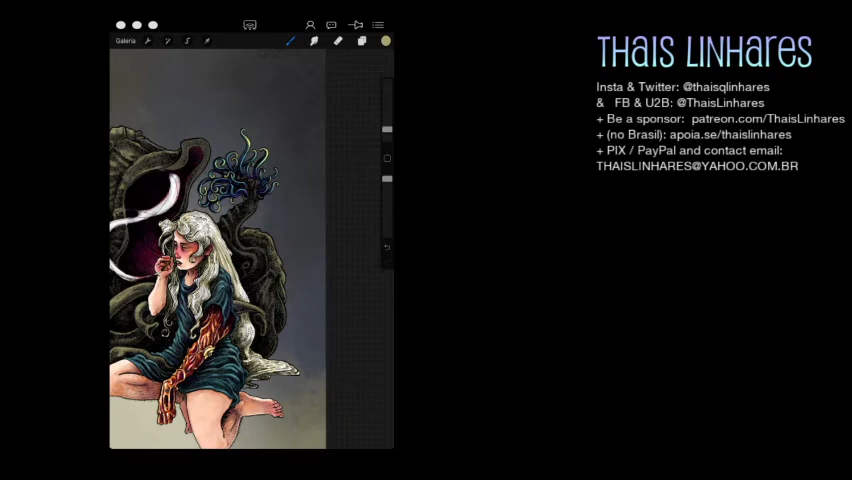 Galeria
THAIS LINHARES
Insta & Twitter: @thaisqlinhares
& FB & U2B: @ThaisLinhares
+ Be a sponsor: patreon.com/ThaisLinhares
+ (no Brasil): apoia.se/thaislinhares
+ PIX / PayPal and contact email:
THAISLINHARES@YAHOO.COM.BR